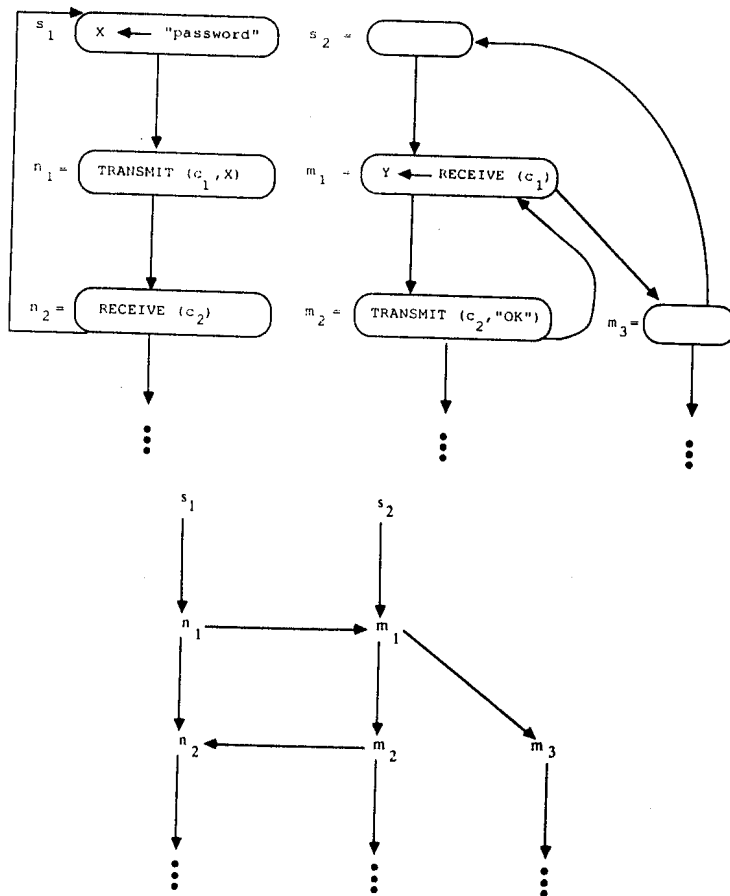 s1 X ← "password" s2 =
n1 = TRANSMIT (c1,X) m1 = Y ← RECEIVE (c1)
n2 = RECEIVE (c2) m2 = TRANSMIT (c2,"OK") m3 =
s1 s2
n1 m1
n2 m2 m3